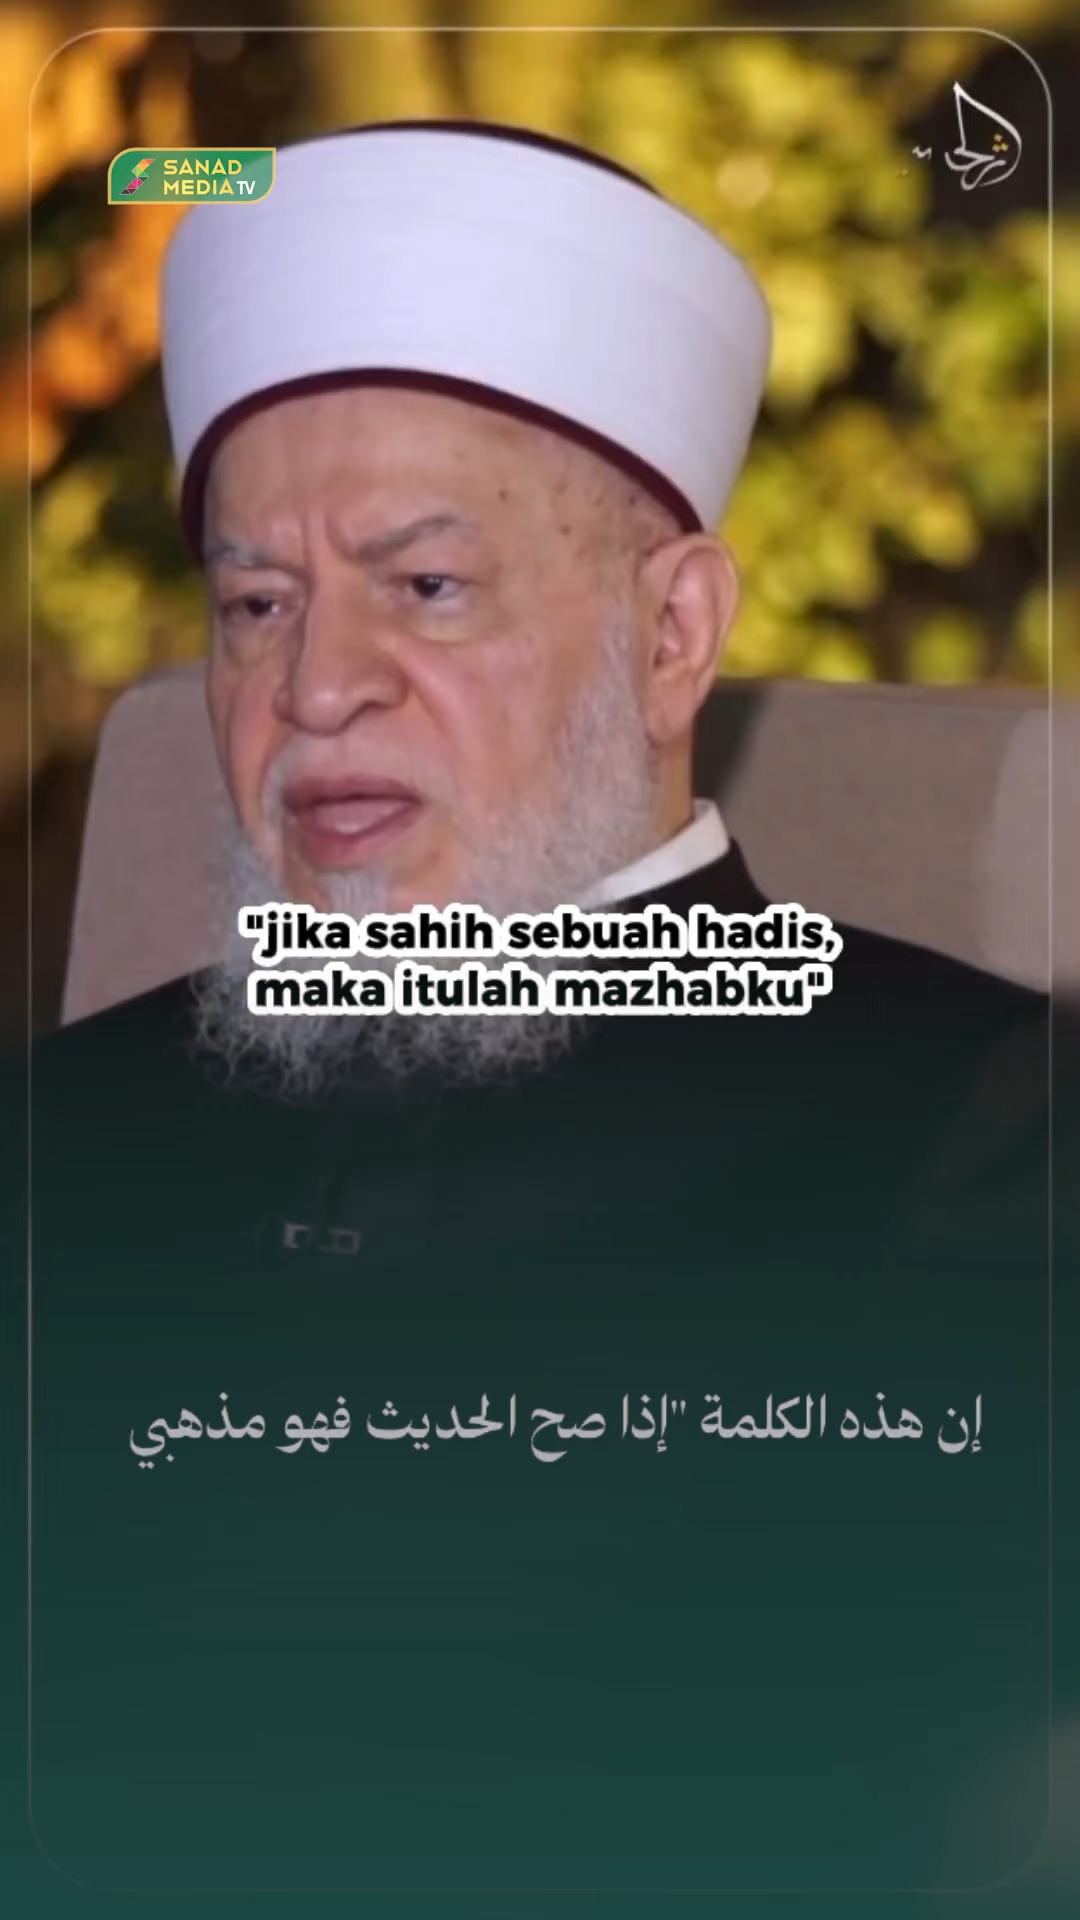 SANAD
MEDIA TV
"jika sahih sebuah hadis,
maka itulah mazhabku"
إن هذه الكلمة "إذا صح الحديث فهو مذهبي